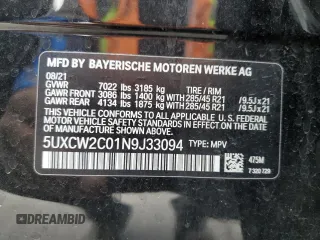 MFD BY BAYERISCHE MOTOREN WERKE AG
08/21
GVWR 7022 lbs 3185 kg TIRE / RIM
GAWR FRONT 3086 lbs 1400 kg 285/45 R21 / 9.5J x 21
GAWR REAR 4134 lbs 1875 kg 285/45 R21 / 9.5J x 21
THIS VEHICLE CONFORMS TO ALL APPLICABLE
U.S. FEDERAL MOTOR VEHICLE SAFETY STANDARDS
IN EFFECT ON THE DATE OF MANUFACTURE SHOWN ABOVE.
5UXCW2C01N9J33094 TYPE: MPV
475M
7 320 729
AUTOHELPERBOT.COM